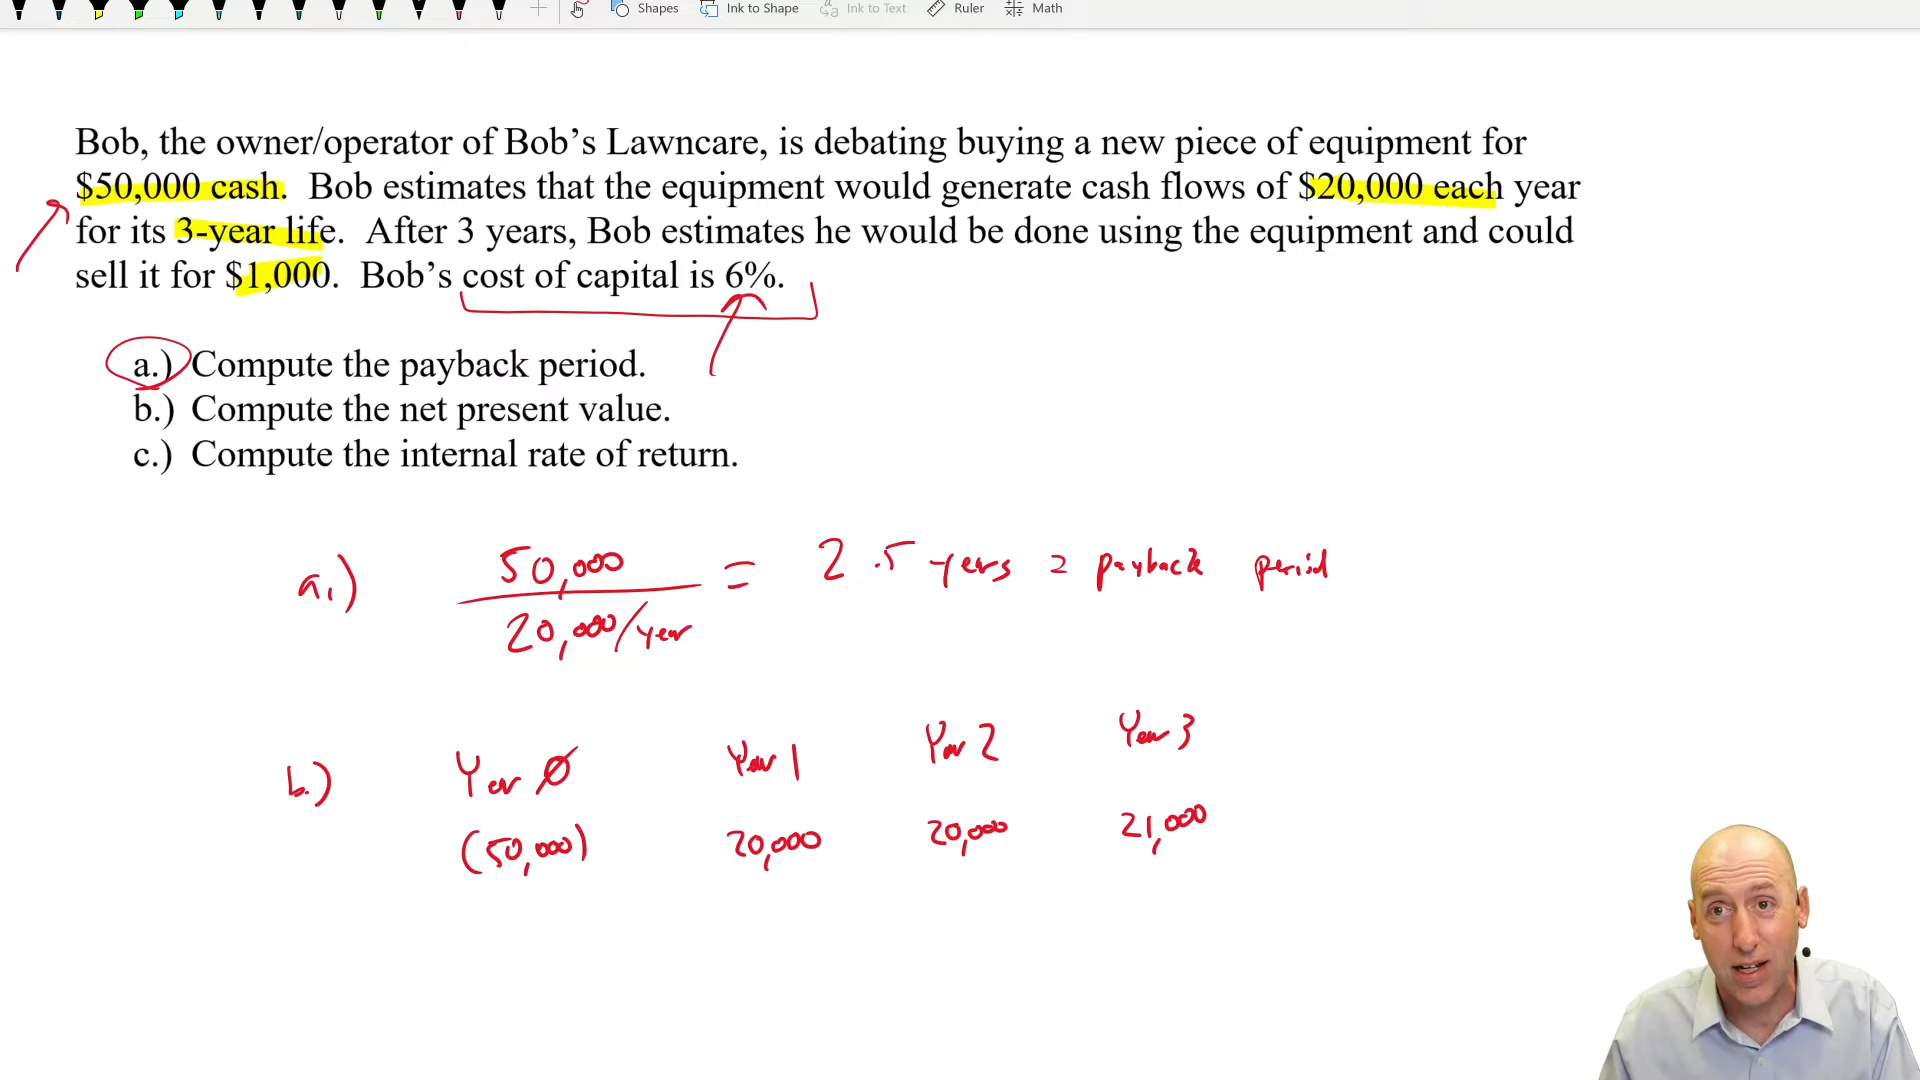 Shapes Ink to Shape Ink to Text Ruler Math
Bob, the owner/operator of Bob’s Lawncare, is debating buying a new piece of equipment for
$50,000 cash. Bob estimates that the equipment would generate cash flows of $20,000 each year
for its 3-year life. After 3 years, Bob estimates he would be done using the equipment and could
sell it for $1,000. Bob’s cost of capital is 6%.
a.) Compute the payback period.
b.) Compute the net present value.
c.) Compute the internal rate of return.
a.) 50,000 = 2.5 years = payback period
20,000/year
b.) Year 0 Year 1 Year 2 Year 3
(50,000) 20,000 20,000 21,000